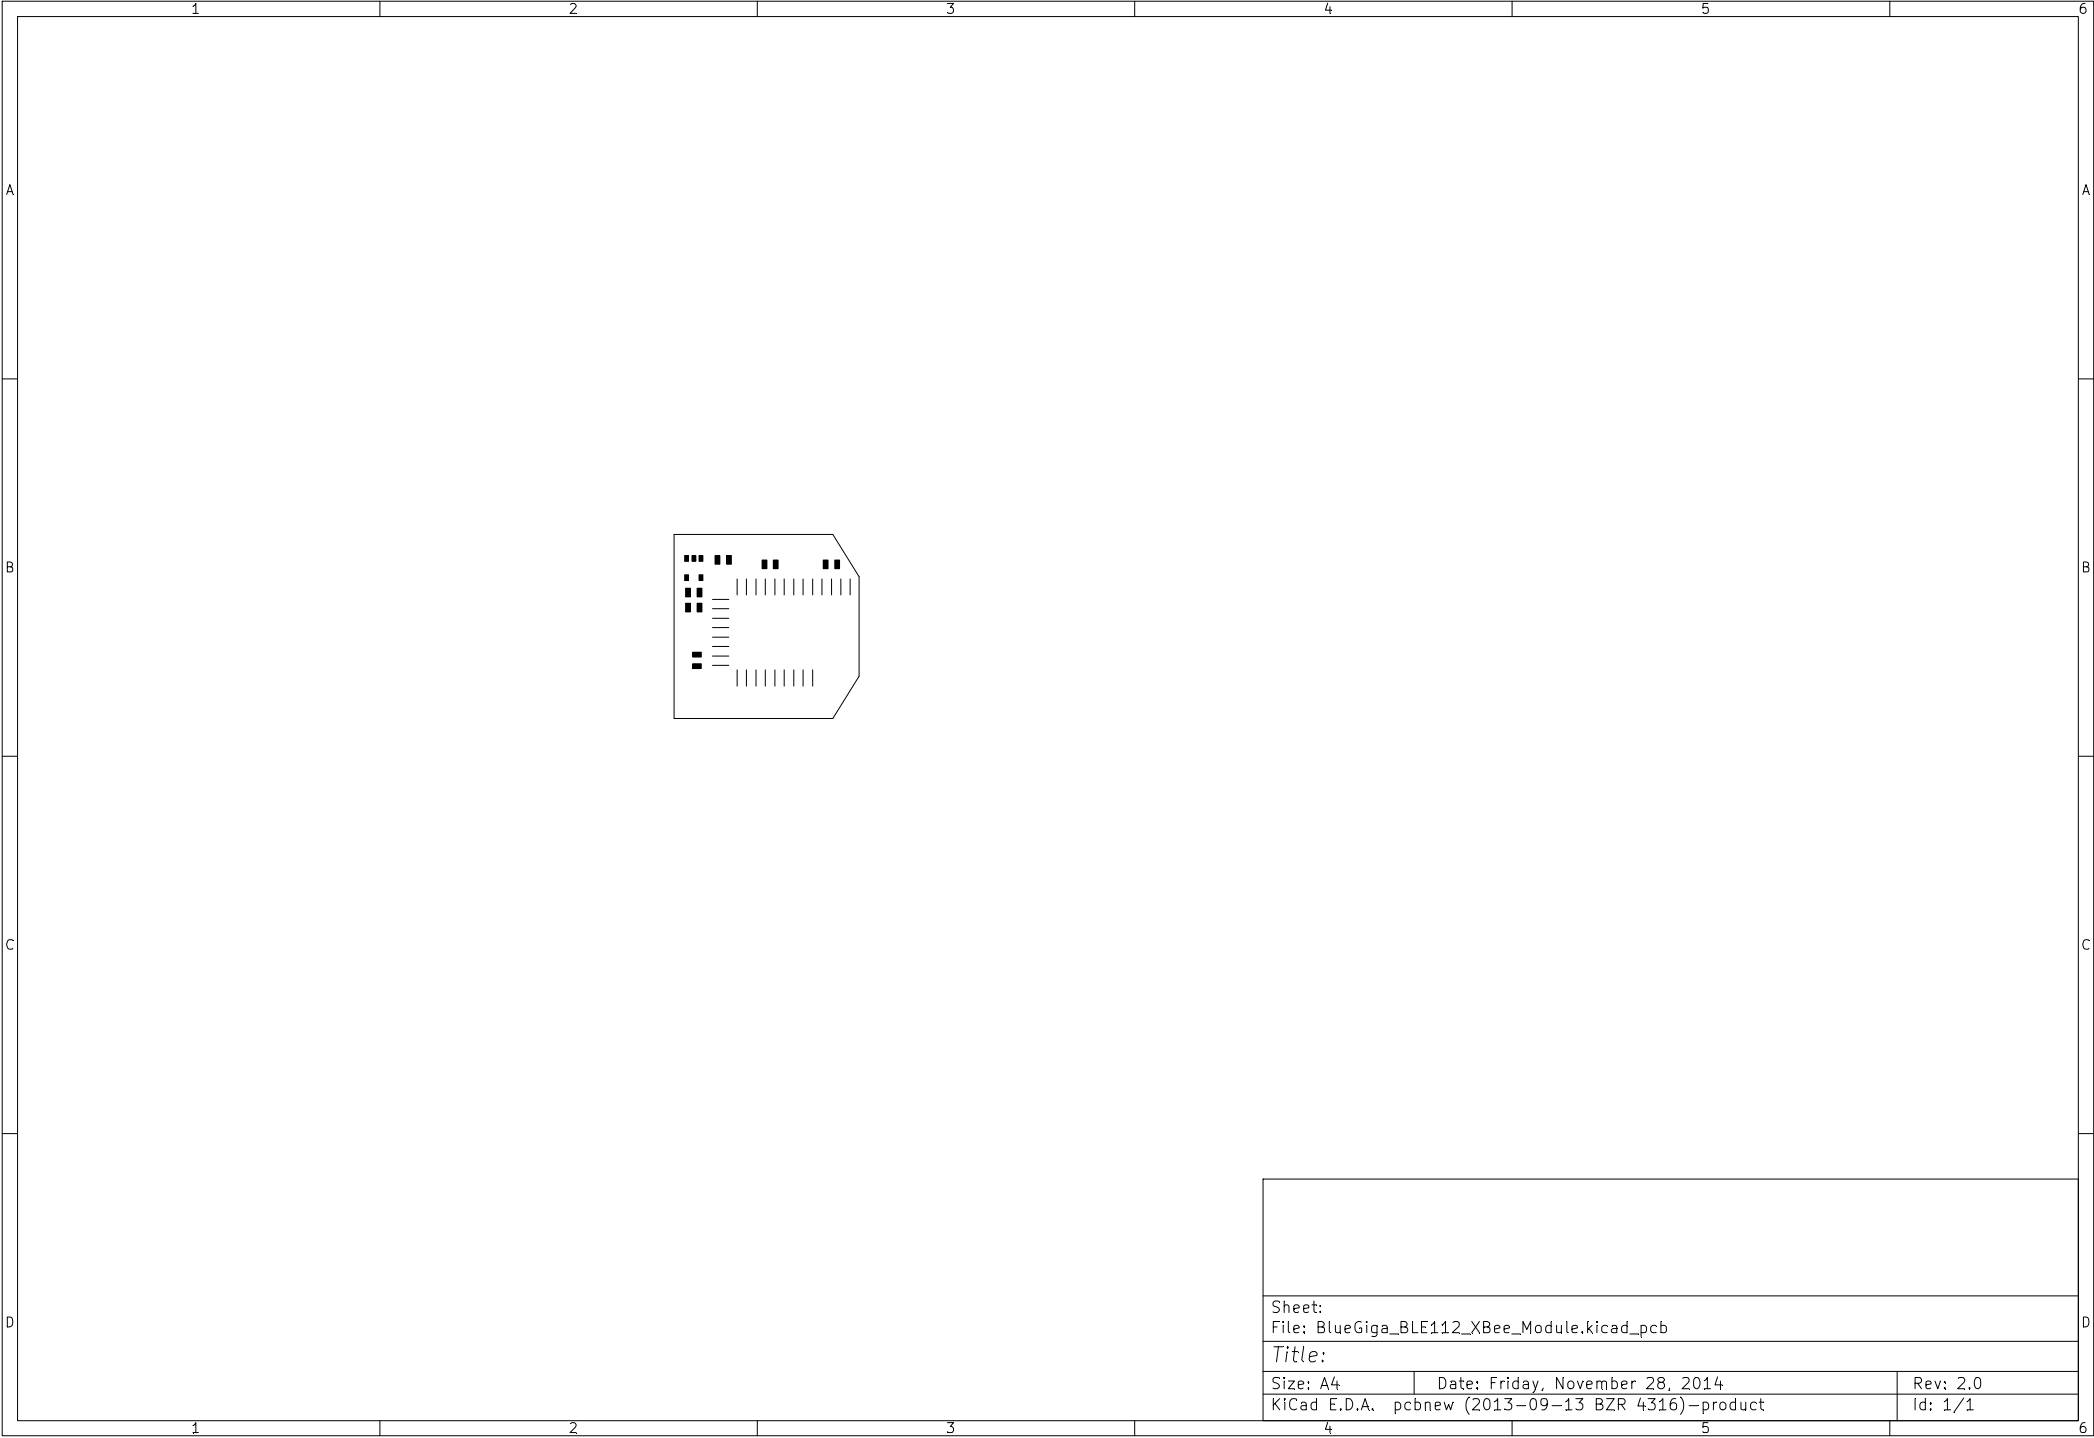 1 2 3 4 5 6
A A
B B
C C
Sheet:
File: BlueGiga_BLE112_XBee_Module.kicad_pcb
D D
Title:
Size: A4 Date: Friday, November 28, 2014 Rev: 2.0
KiCad E.D.A. pcbnew (2013-09-13 BZR 4316)-product Id: 1/1
1 2 3 4 5 6